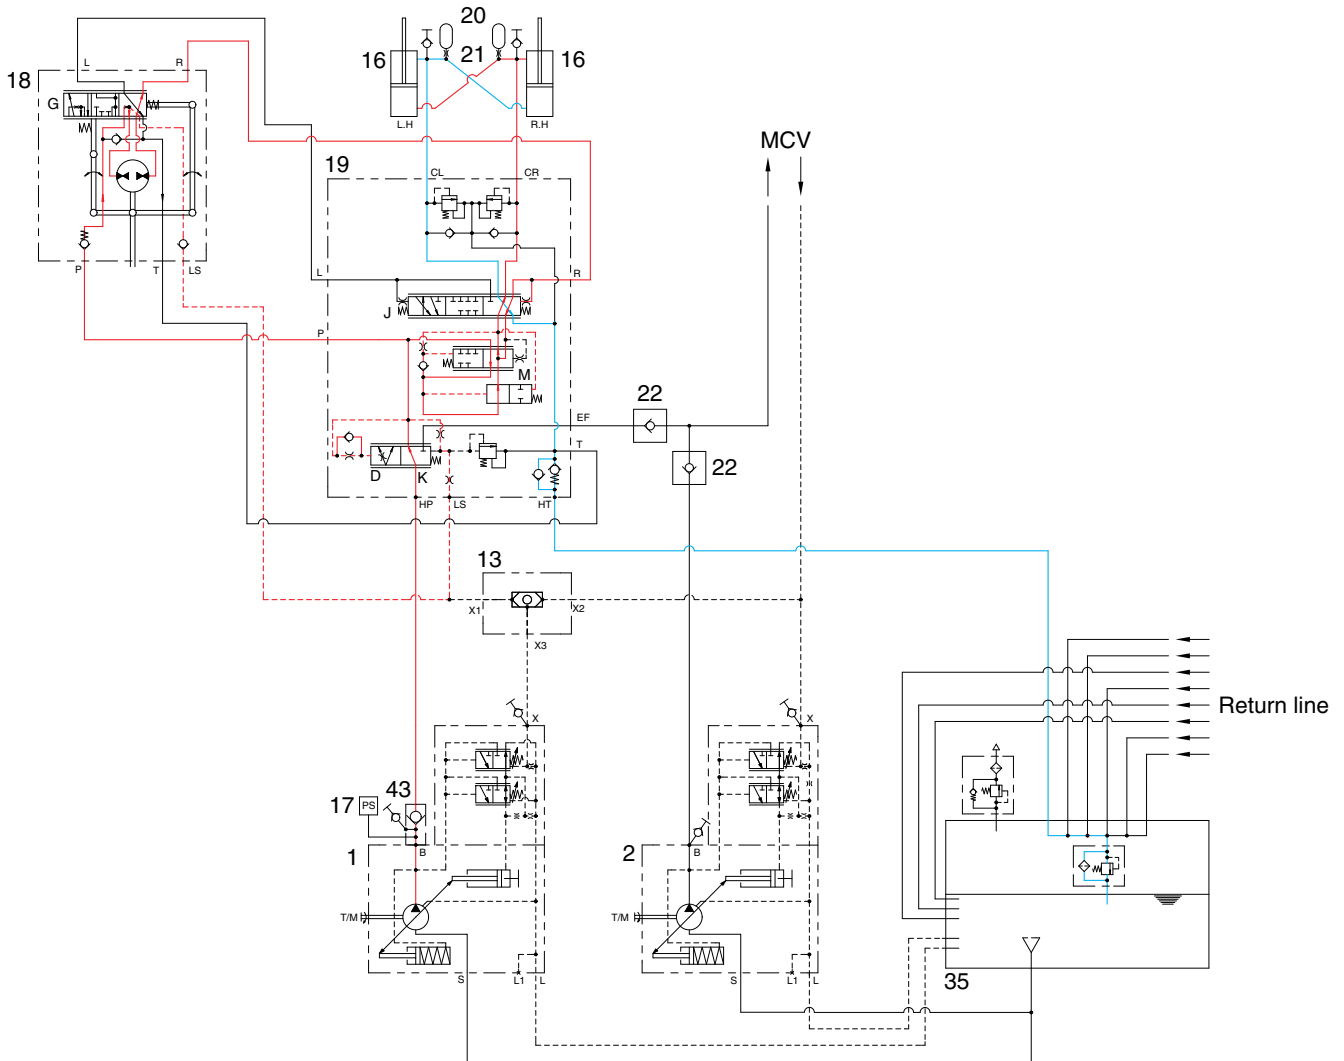 20
16
21
16
L
R
18
G
L.H
R.H
MCV
19
CL
CR
P
T
LS
L
R
J
P
M
22
EF
T
22
D
K
HP
LS
HT
13
X1
X2
X3
Return line
X
X
43
17
PS
1
B
2
B
T/M
T/M
S
L1
L
S
L1
L
35